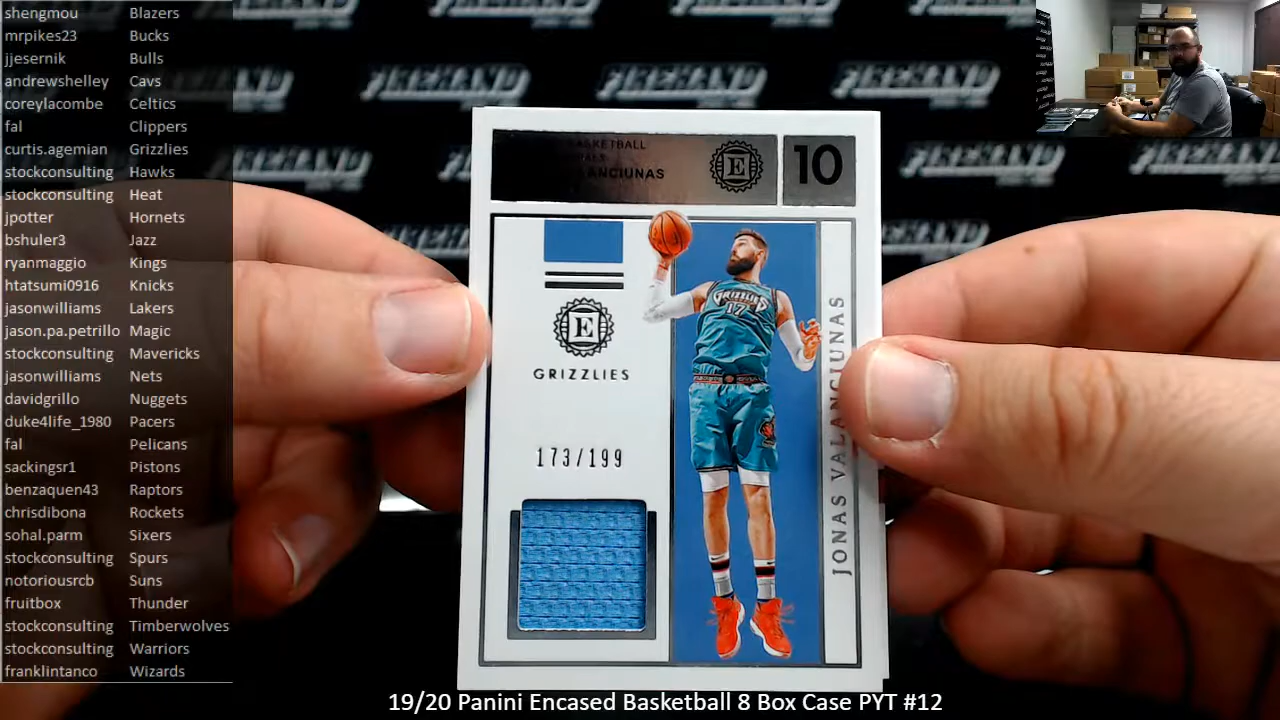 shengmou Blazers
mrpikes23 Bucks
jjesernik Bulls
andrewshelley Cavs
coreylacombe Celtics
fal Clippers
curtis.agemian Grizzlies
stockconsulting Hawks
stockconsulting Heat
jpotter Hornets
bshuler3 Jazz
ryanmaggio Kings
htatsumi0916 Knicks
jasonwilliams Lakers
jason.pa.petrillo Magic
stockconsulting Mavericks
jasonwilliams Nets
davidgrillo Nuggets
duke4life_1980 Pacers
fal Pelicans
sackingsr1 Pistons
benzaquen43 Raptors
chrisdibona Rockets
sohal.parm Sixers
stockconsulting Spurs
notoriousrcb Suns
fruitbox Thunder
stockconsulting Timberwolves
stockconsulting Warriors
franklintanco Wizards
FIREHAND FIREHAND FIREHAND
FIREHAND FIREHAND
BASKETBALL
E
10
E
GRIZZLIES
173/199
GRIZZLIES
17
JONAS VALANCIUNAS
19/20 Panini Encased Basketball 8 Box Case PYT #12